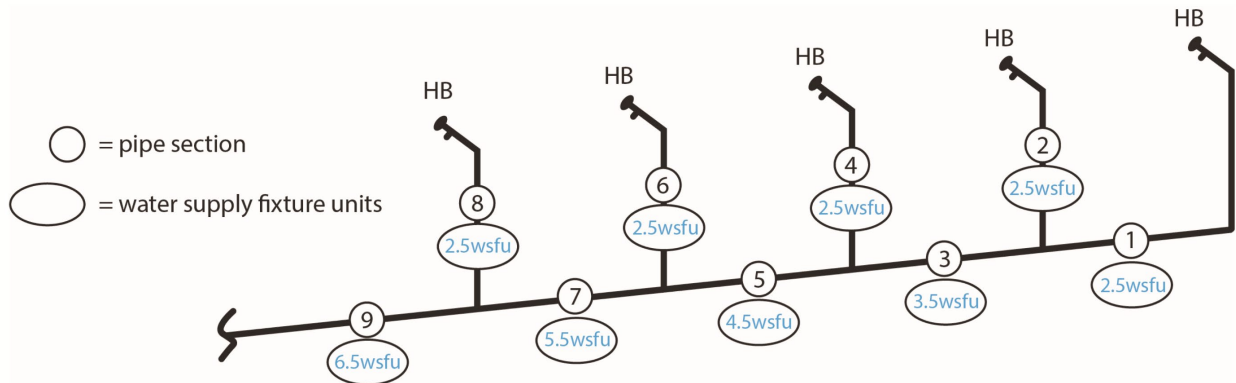 HB
HB
HB
HB
HB
= pipe section
= water supply fixture units
2
4
6
8
2.5wsfu
2.5wsfu
2.5wsfu
2.5wsfu
1
3
5
7
9
2.5wsfu
3.5wsfu
4.5wsfu
5.5wsfu
6.5wsfu